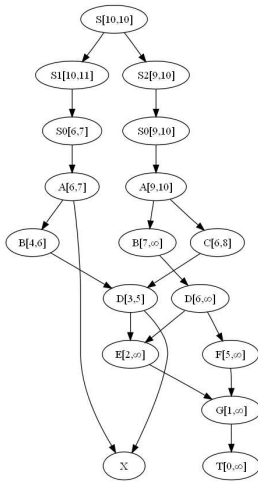 S[10,10]
S1[10,11] S2[9,10]
S0[6,7] S0[9,10]
A[6,7] A[9,10]
B[4,6] B[7,∞] C[6,8]
D[3,5] D[6,∞]
E[2,∞] F[5,∞]
G[1,∞]
X T[0,∞]